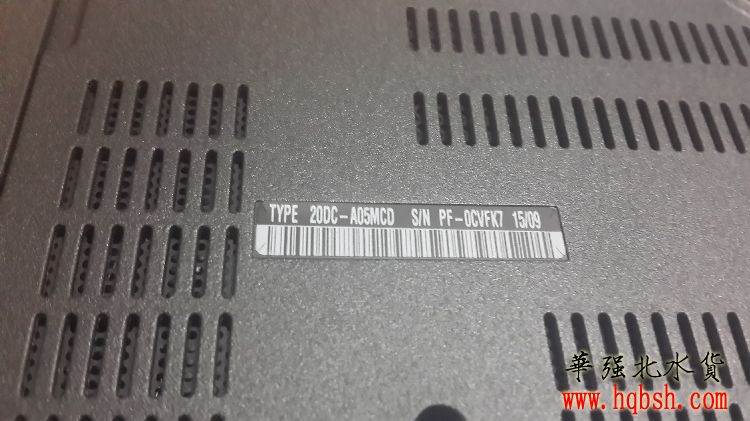 TYPE 20DC-A05MCD S/N PF-0CVFK7 15/09
華强北水貨
www.hqbsh.com